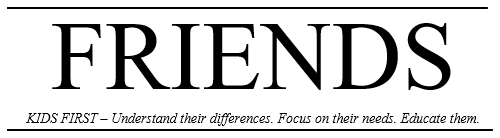 FRIENDS
KIDS FIRST – Understand their differences. Focus on their needs. Educate them.